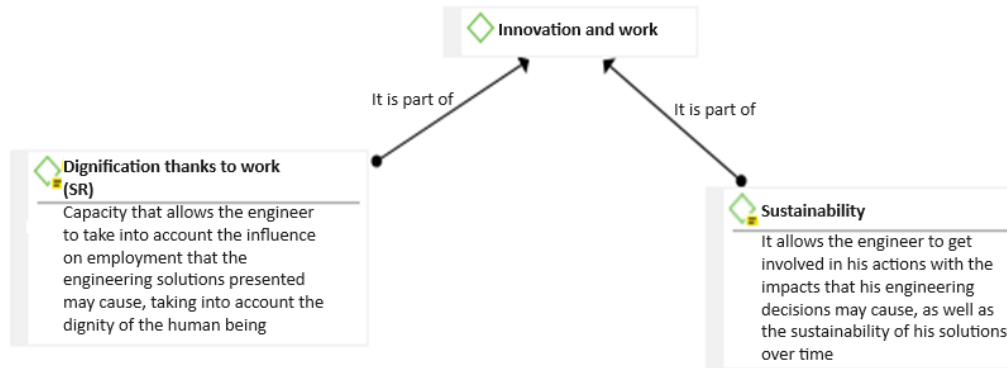 Innovation and work
It is part of
It is part of
Dignification thanks to work
(SR)
Capacity that allows the engineer
to take into account the influence
on employment that the
engineering solutions presented
may cause, taking into account the
dignity of the human being
Sustainability
It allows the engineer to get
involved in his actions with the
impacts that his engineering
decisions may cause, as well as
the sustainability of his solutions
over time